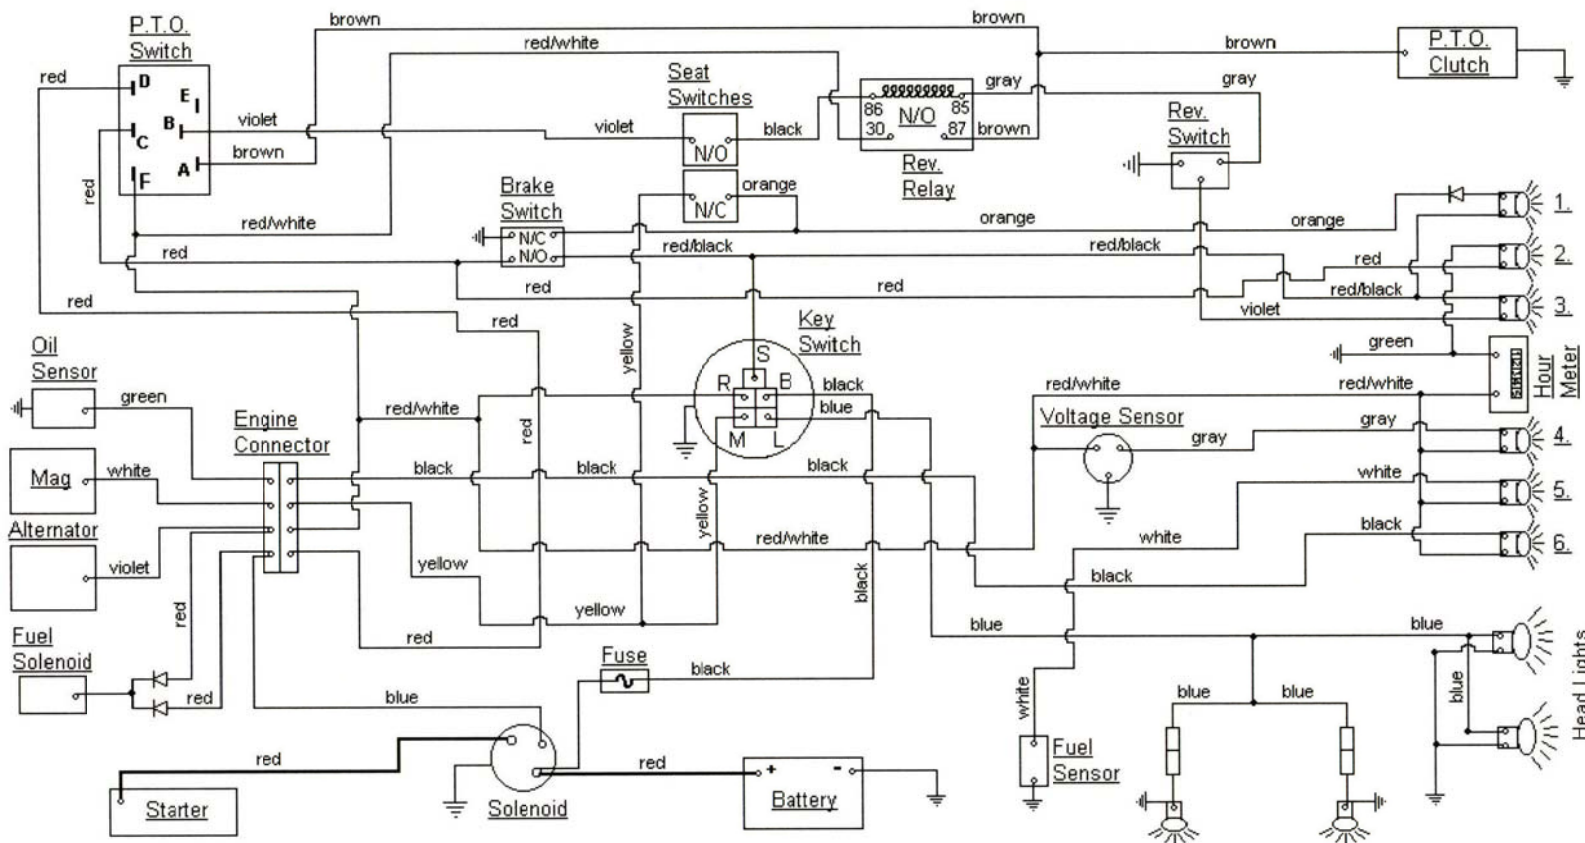 brown
brown
P.T.O.
Switch
red/white
brown
P.T.O.
Clutch
red
D
E
B
C
A
F
violet
brown
violet
Seat
Switches
N/O
black
86
85
30
87
N/O
gray
gray
brown
Rev.
Relay
Rev.
Switch
red
N/C
orange
Brake
Switch
N/C
N/O
red/white
orange
orange
1.
red
red/black
red/black
red
2.
red
red
red/black
violet
3.
red
red
yellow
Key
Switch
S
R
B
M
L
black
blue
green
Hour
Meter
Oil
Sensor
green
Engine
Connector
red/white
red
red/white
red/white
Voltage Sensor
gray
gray
4.
Mag
white
black
black
black
white
5.
Alternator
violet
yellow
yellow
red/white
white
black
6.
yellow
black
black
red
red
blue
blue
Fuel
Solenoid
red
blue
Fuse
black
white
blue
blue
blue
Head Lights
red
red
Starter
Solenoid
+
-
Battery
Fuel
Sensor